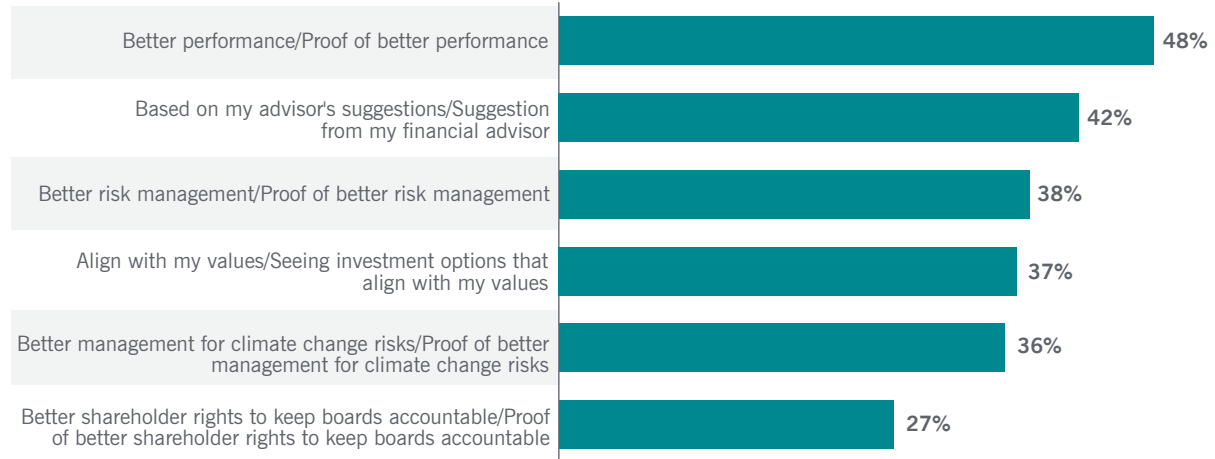 Better performance/Proof of better performance
48%
Based on my advisor's suggestions/Suggestion
from my financial advisor
42%
Better risk management/Proof of better risk management
38%
Align with my values/Seeing investment options that
align with my values
37%
Better management for climate change risks/Proof of better
management for climate change risks
36%
Better shareholder rights to keep boards accountable/Proof
of better shareholder rights to keep boards accountable
27%